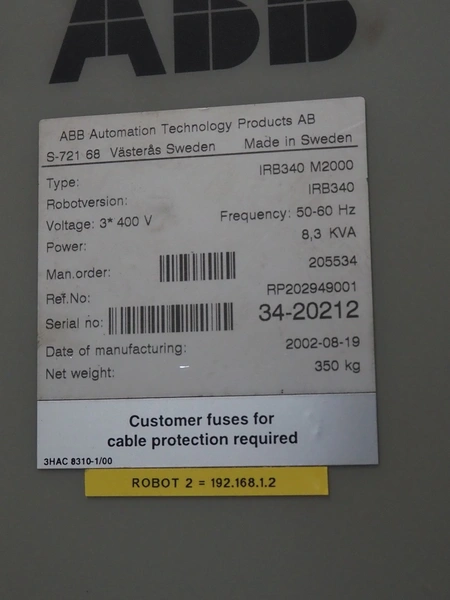 ABB
ABB Automation Technology Products AB
S-721 68 Västerås Sweden Made in Sweden
Type: IRB340 M2000
Robotversion: IRB340
Voltage: 3* 400 V Frequency: 50-60 Hz
Power: 8,3 KVA
Man.order: 205534
Ref.No: RP202949001
Serial no: 34-20212
Date of manufacturing: 2002-08-19
Net weight: 350 kg
Customer fuses for
cable protection required
3HAC 8310-1/00
ROBOT 2 = 192.168.1.2